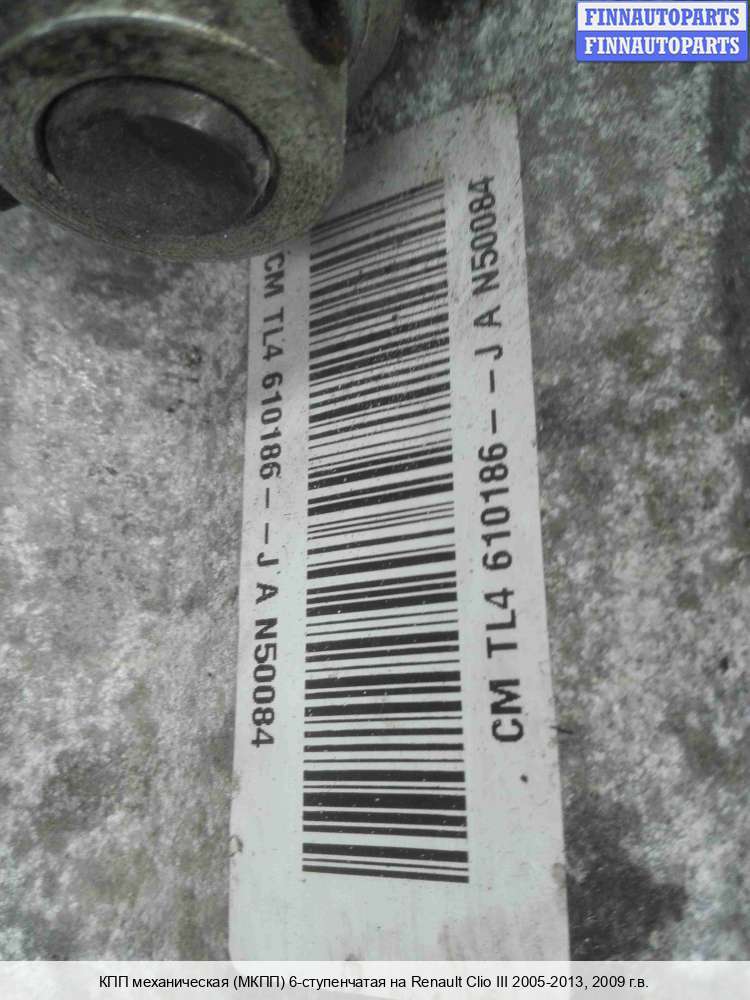 FINNAUTOPARTS
FINNAUTOPARTS
CM TL4 610186--J A N50084
CM TL4 610186--J A N50084
КПП механическая (МКПП) 6-ступенчатая на Renault Clio III 2005-2013, 2009 г.в.